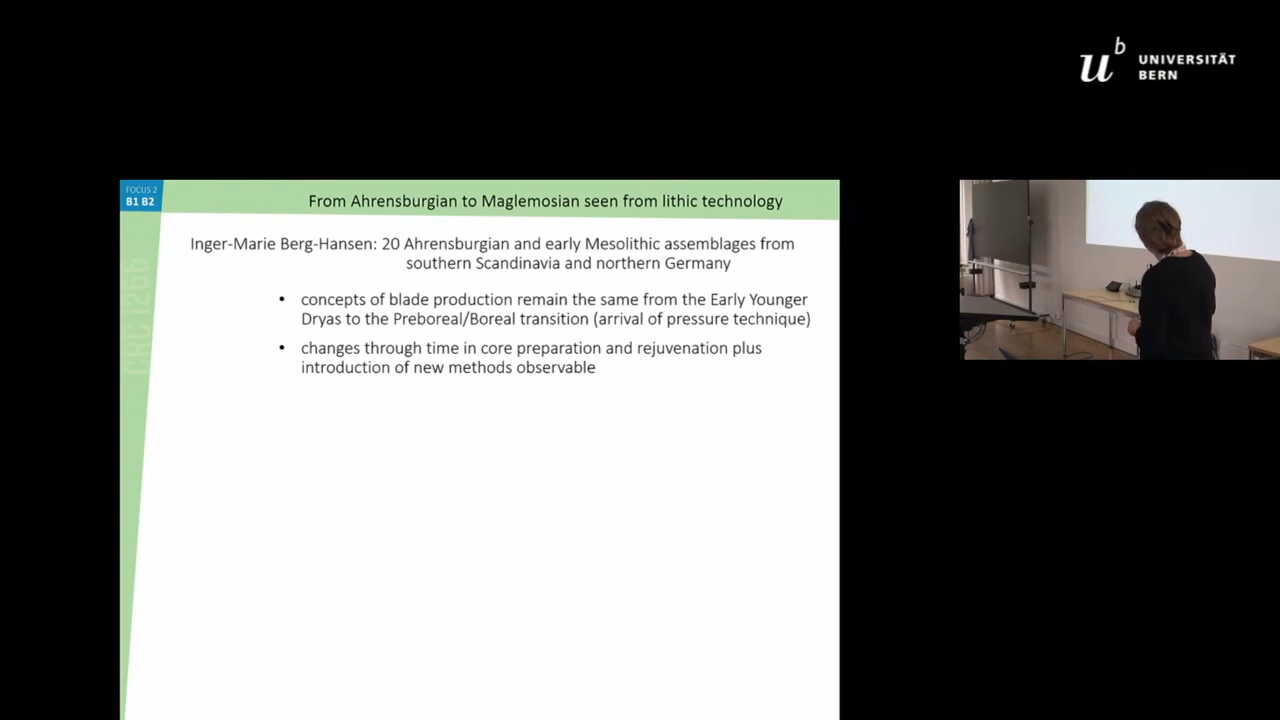 u b
UNIVERSITÄT
BERN
FOCUS 2
B1 B2
From Ahrensburgian to Maglemosian seen from lithic technology
Inger-Marie Berg-Hansen: 20 Ahrensburgian and early Mesolithic assemblages from
southern Scandinavia and northern Germany
• concepts of blade production remain the same from the Early Younger
Dryas to the Preboreal/Boreal transition (arrival of pressure technique)
• changes through time in core preparation and rejuvenation plus
introduction of new methods observable
1266